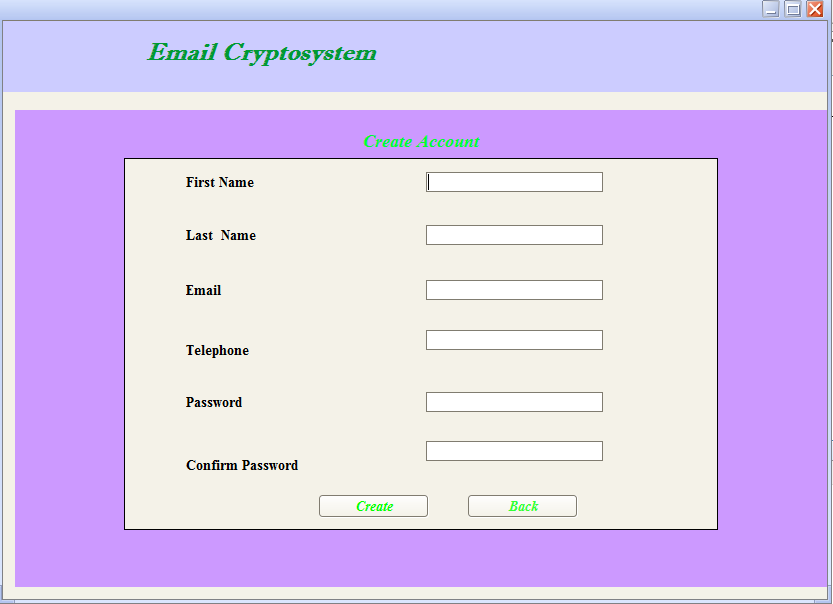 Email Cryptosystem
Create Account
First Name
Last  Name
Email
Telephone
Password
Confirm Password
Create
Back